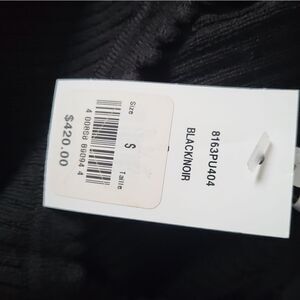 8163PU404
BLACK/NOIR
Size
S
Taille
$420.00